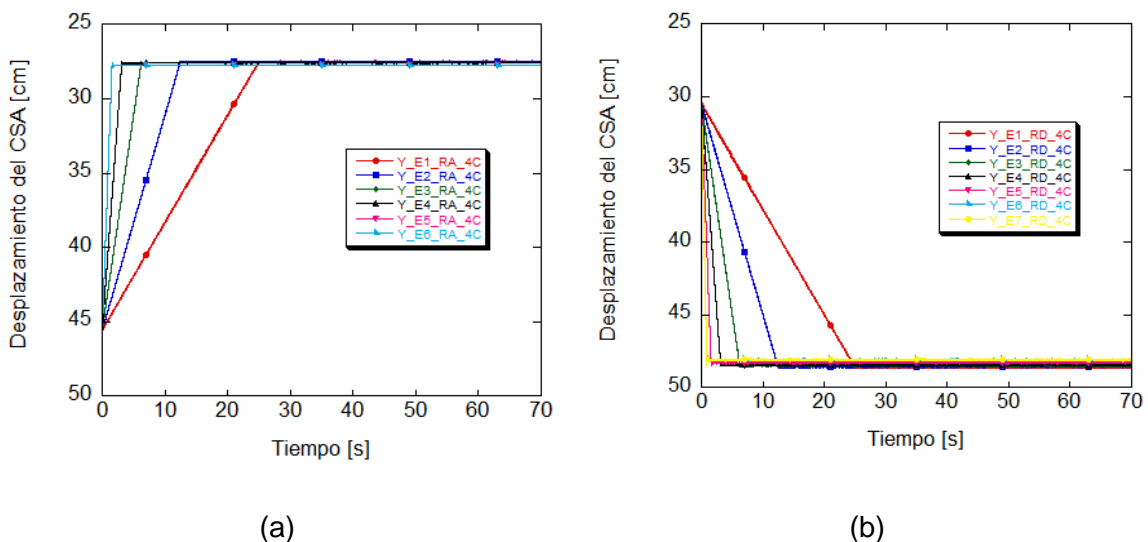 25
30
35
40
45
50
Desplazamiento del CSA [cm]
Y_E1_RA_4C
Y_E2_RA_4C
Y_E3_RA_4C
Y_E4_RA_4C
Y_E5_RA_4C
Y_E6_RA_4C
0 10 20 30 40 50 60 70
Tiempo [s]
(a)
25
30
35
40
45
50
Desplazamiento del CSA [cm]
Y_E1_RD_4C
Y_E2_RD_4C
Y_E3_RD_4C
Y_E4_RD_4C
Y_E5_RD_4C
Y_E6_RD_4C
Y_E7_RD_4C
0 10 20 30 40 50 60 70
Tiempo [s]
(b)